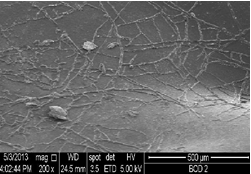 5/3/2013 mag □ WD spot det HV 500 µm
4:02:44 PM 200 x 24.5 mm 3.5 ETD 5.00 kV BOD 2